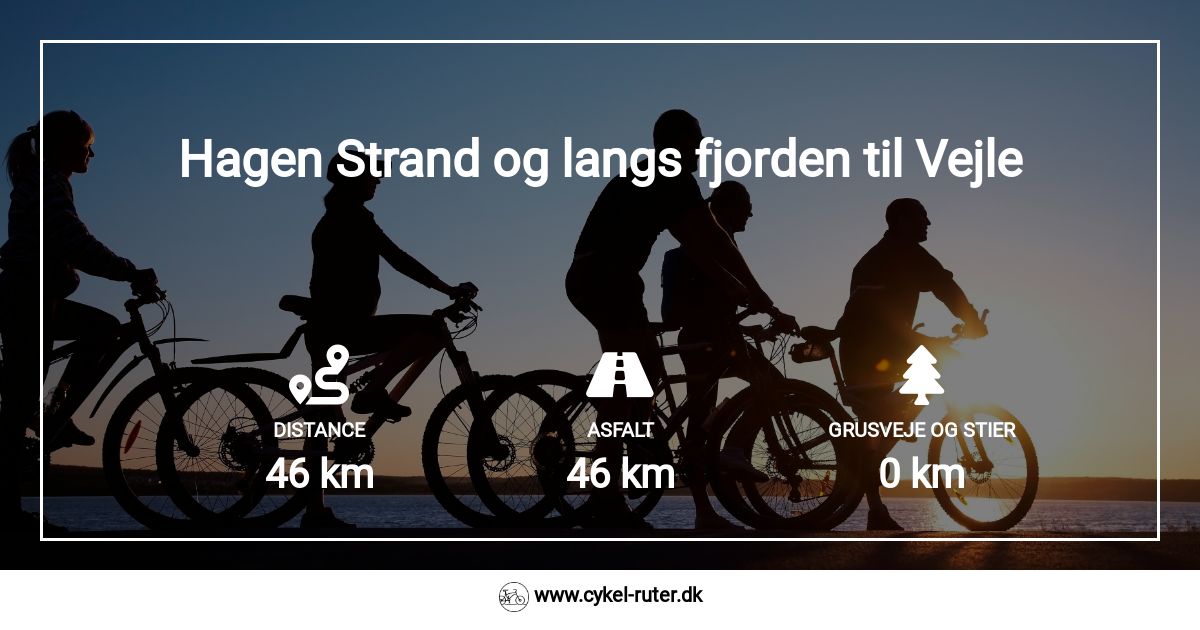 Hagen Strand og langs fjorden til Vejle
DISTANCE
46 km
ASFALT
46 km
GRUSVEJE OG STIER
0 km
www.cykel-ruter.dk